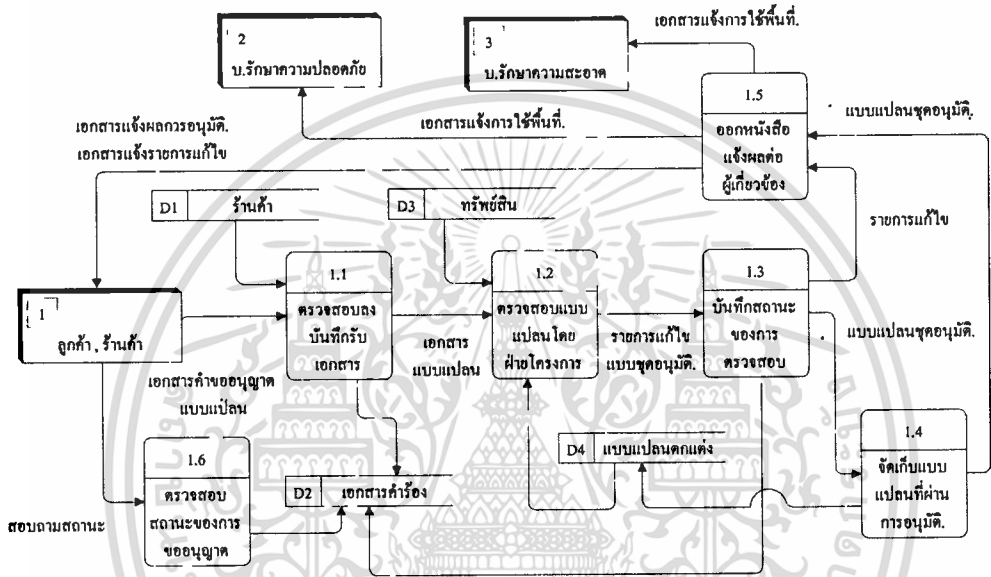 เอกสารแจ้งการใช้พื้นที่.
2
บ.รักษาความปลอดภัย
3
บ.รักษาความสะอาด
1.5
ออกหนังสือ
แจ้งผลต่อ
ผู้เกี่ยวข้อง
แบบแปลนชุดอนุมัติ.
เอกสารแจ้งการใช้พื้นที่.
เอกสารแจ้งผลการอนุมัติ.
เอกสารแจ้งรายการแก้ไข
D1 ร้านค้า
D3 ทรัพย์สิน
รายการแก้ไข
1
ลูกค้า , ร้านค้า
1.1
ตรวจสอบลง
บันทึกรับ
เอกสาร
เอกสาร
แบบแปลน
1.2
ตรวจสอบแบบ
แปลนโดย
ฝ่ายโครงการ
รายการแก้ไข
แบบชุดอนุมัติ.
1.3
บันทึกสถานะ
ของการ
ตรวจสอบ
แบบแปลนชุดอนุมัติ.
เอกสารคำขออนุญาต
แบบแปลน
D4 แบบแปลนตกแต่ง
1.4
จัดเก็บแบบ
แปลนที่ผ่าน
การอนุมัติ.
สอบถามสถานะ
1.6
ตรวจสอบ
สถานะของการ
ขออนุญาต
D2 เอกสารคำร้อง